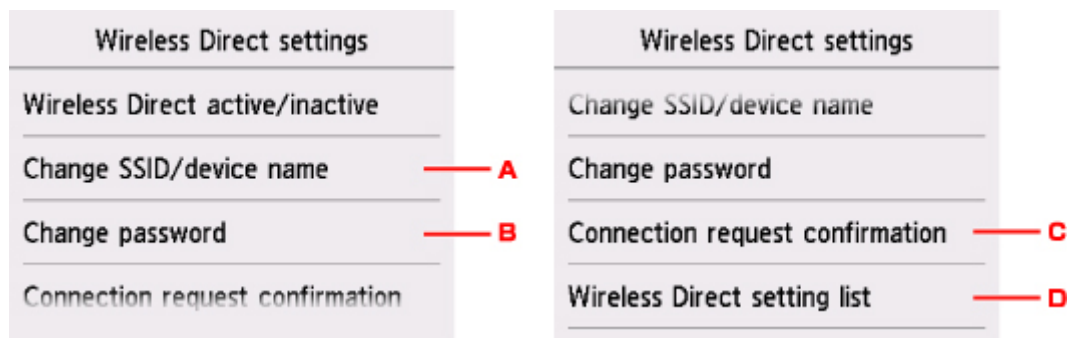 Wireless Direct settings
Wireless Direct active/inactive
Change SSID/device name
A
Change password
B
Connection request confirmation
Wireless Direct settings
Change SSID/device name
Change password
Connection request confirmation
C
Wireless Direct setting list
D